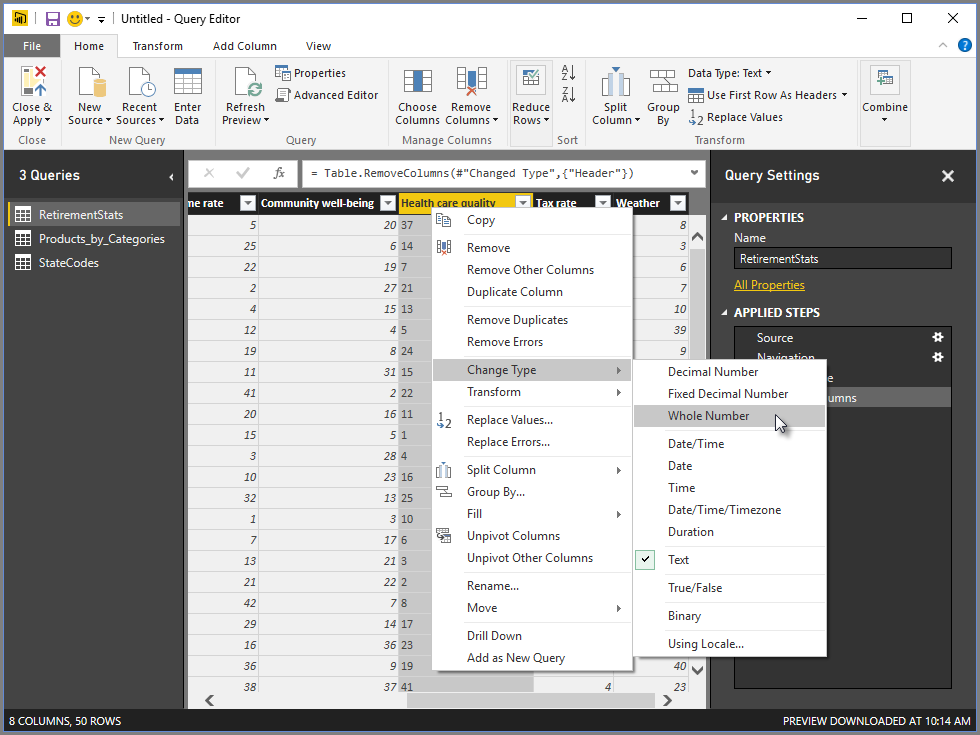 Untitled - Query Editor
File Home Transform Add Column View
Close & Apply
New Source
Recent Sources
Enter Data
Refresh Preview
Properties
Advanced Editor
Choose Columns
Remove Columns
Reduce Rows
Split Column
Group By
Data Type: Text
Use First Row As Headers
1 2 Replace Values
Combine
Close New Query Query Manage Columns Sort Transform
3 Queries
RetirementStats
Products_by_Categories
StateCodes
fx = Table.RemoveColumns(#"Changed Type",{"Header"})
me rate Community well-being Health care quality Tax rate Weather
5 20 37 8
25 6 14 3
22 19 7 6
2 27 21 7
4 15 13 10
12 4 5 39
19 8 24 9
11 31 15
41 2 22
20 16 11
15 5 1
3 28 4
10 23 16
32 13 25
1 3 10
7 17 6
13 21 3
21 22 2
42 7 8
29 14 17
16 36 23
36 9 19 40
38 37 41 4 23
Copy
Remove
Remove Other Columns
Duplicate Column
Remove Duplicates
Remove Errors
Change Type
Transform
Replace Values...
Replace Errors...
Split Column
Group By...
Fill
Unpivot Columns
Unpivot Other Columns
Rename...
Move
Drill Down
Add as New Query
Decimal Number
Fixed Decimal Number
Whole Number
Date/Time
Date
Time
Date/Time/Timezone
Duration
Text
True/False
Binary
Using Locale...
Query Settings
PROPERTIES
Name
RetirementStats
All Properties
APPLIED STEPS
Source
Navigation
e
umns
8 COLUMNS, 50 ROWS
PREVIEW DOWNLOADED AT 10:14 AM